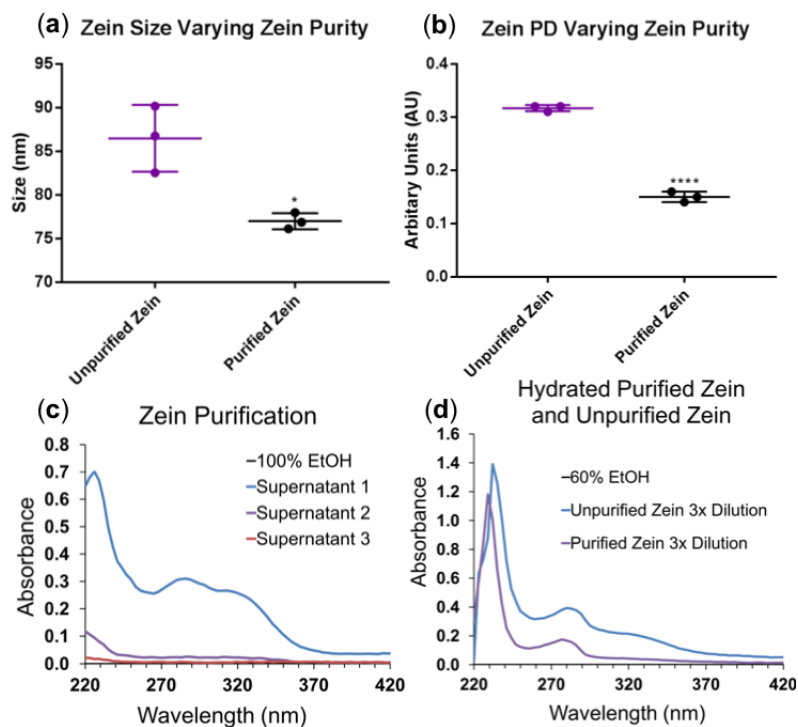 (a) Zein Size Varying Zein Purity
95
90
85
80
75
70
Size (nm)
*
Unpurified Zein
Purified Zein
(b) Zein PD Varying Zein Purity
0.4
0.3
0.2
0.1
0.0
Arbitary Units (AU)
****
Unpurified Zein
Purified Zein
(c) Zein Purification
0.8
0.7
0.6
0.5
0.4
0.3
0.2
0.1
0.0
Absorbance
100% EtOH
Supernatant 1
Supernatant 2
Supernatant 3
220 270 320 370 420
Wavelength (nm)
(d) Hydrated Purified Zein
and Unpurified Zein
1.6
1.4
1.2
1.0
0.8
0.6
0.4
0.2
0.0
Absorbance
60% EtOH
Unpurified Zein 3x Dilution
Purified Zein 3x Dilution
220 270 320 370 420
Wavelength (nm)